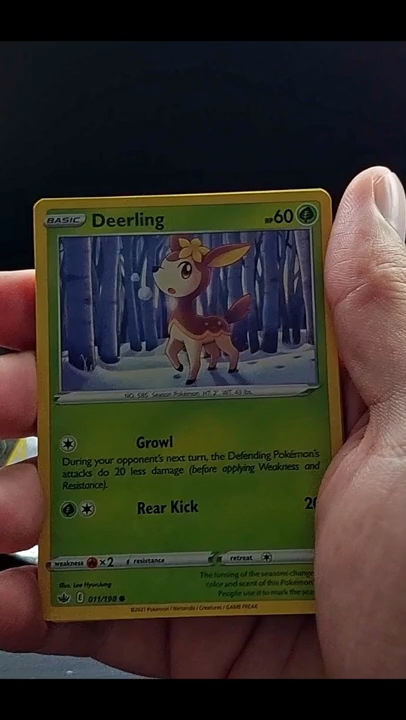 BASIC Deerling HP60
NO. 585 Season Pokémon HT: 2' WT: 43 lbs.
Growl
During your opponent's next turn, the Defending Pokémon's
attacks do 20 less damage (before applying Weakness and
Resistance).
Rear Kick 20
weakness ×2 resistance retreat
The turning of the seasons changes
color and scent of this Pokémon
People use it to mark the sea
Illus. Lee HyunJung
E 011/198
©2021 Pokémon / Nintendo / Creatures / GAME FREAK